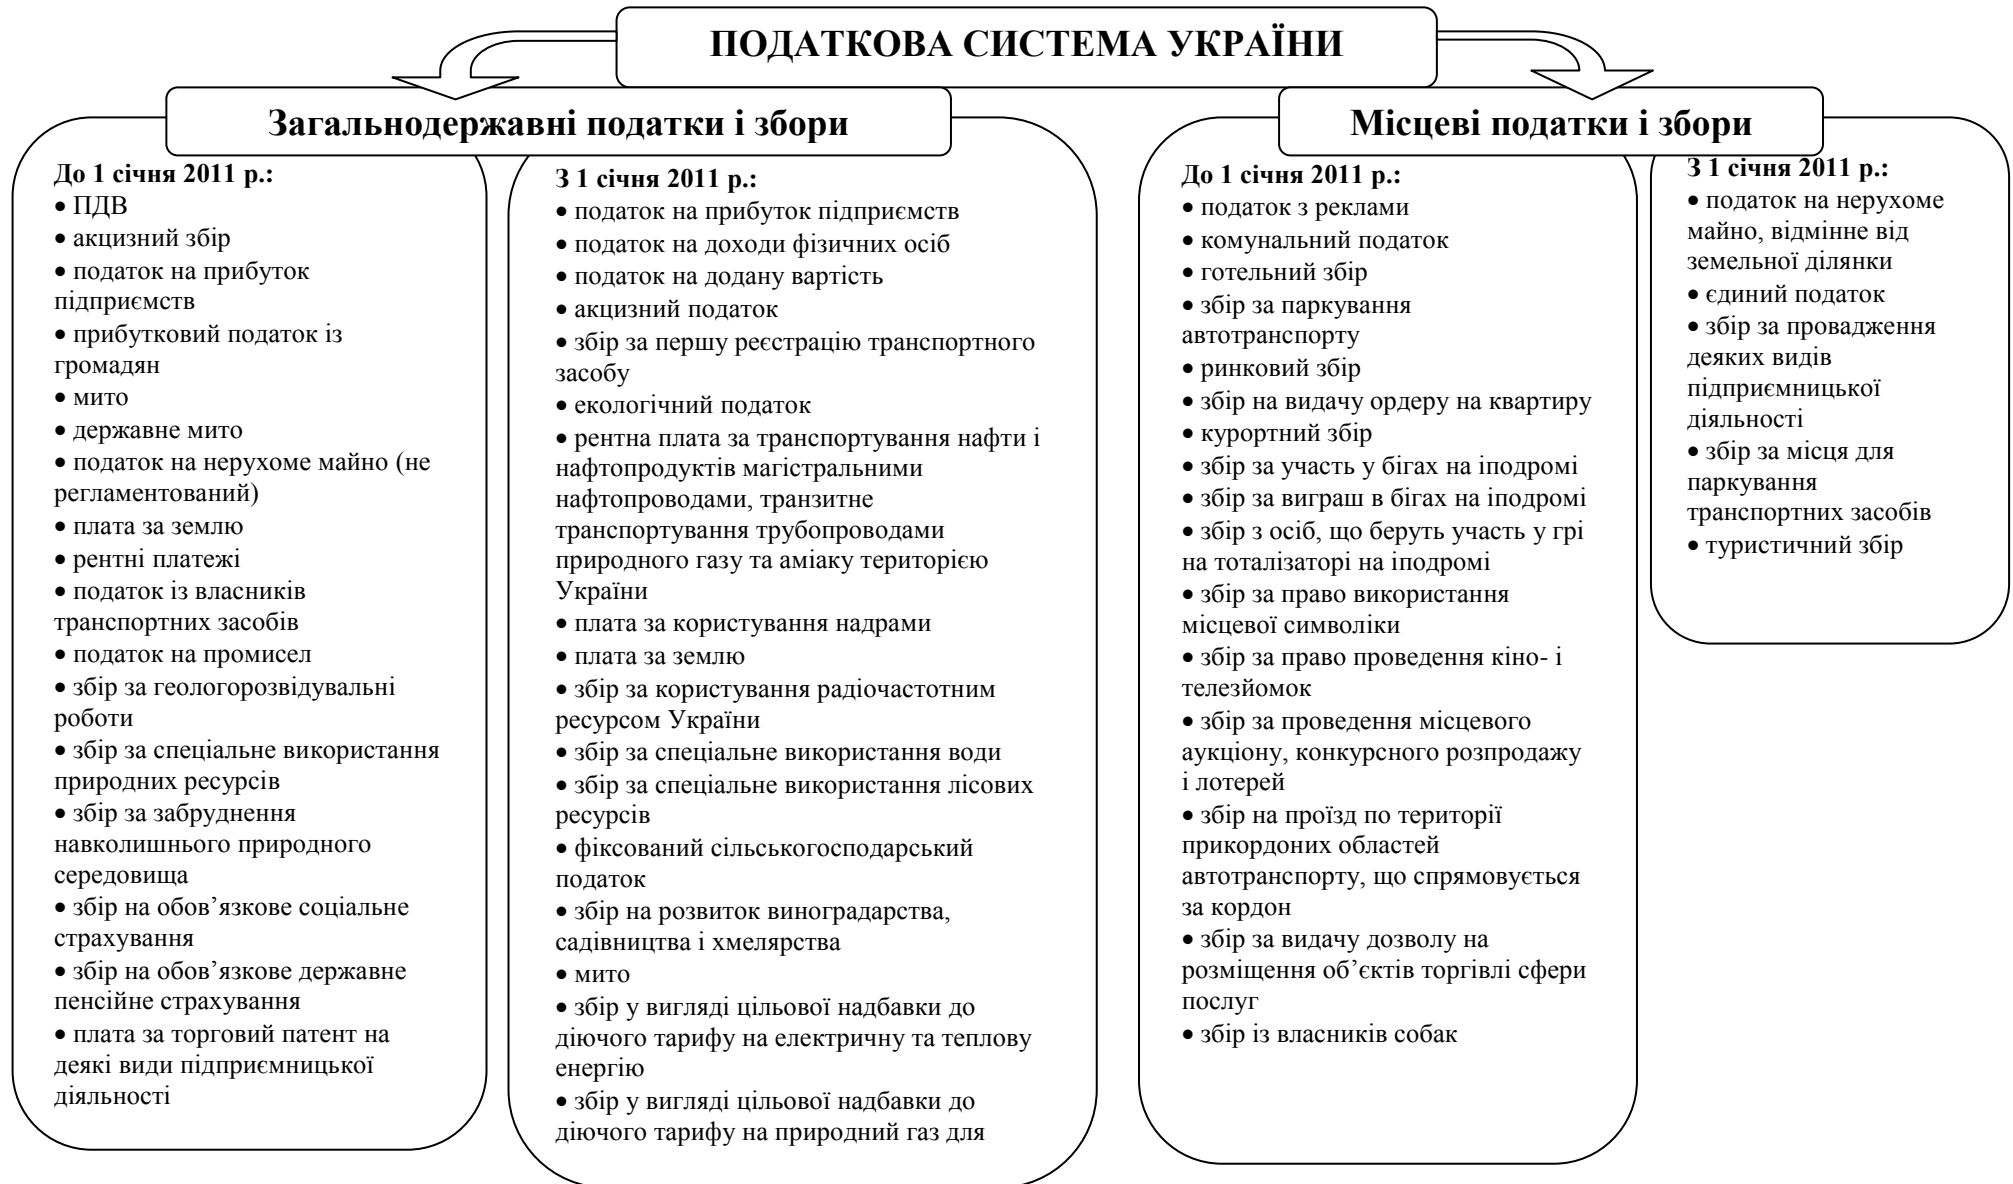 ПОДАТКОВА СИСТЕМА УКРАЇНИ
Загальнодержавні податки і збори
До 1 січня 2011 р.:
• ПДВ
• акцизний збір
• податок на прибуток
підприємств
• прибутковий податок із
громадян
• мито
• державне мито
• податок на нерухоме майно (не
регламентований)
• плата за землю
• рентні платежі
• податок із власників
транспортних засобів
• податок на промисел
• збір за геологорозвідувальні
роботи
• збір за спеціальне використання
природних ресурсів
• збір за забруднення
навколишнього природного
середовища
• збір на обов’язкове соціальне
страхування
• збір на обов’язкове державне
пенсійне страхування
• плата за торговий патент на
деякі види підприємницької
діяльності
З 1 січня 2011 р.:
• податок на прибуток підприємств
• податок на доходи фізичних осіб
• податок на додану вартість
• акцизний податок
• збір за першу реєстрацію транспортного
засобу
• екологічний податок
• рентна плата за транспортування нафти і
нафтопродуктів магістральними
нафтопроводами, транзитне
транспортування трубопроводами
природного газу та аміаку територією
України
• плата за користування надрами
• плата за землю
• збір за користування радіочастотним
ресурсом України
• збір за спеціальне використання води
• збір за спеціальне використання лісових
ресурсів
• фіксований сільськогосподарський
податок
• збір на розвиток виноградарства,
садівництва і хмелярства
• мито
• збір у вигляді цільової надбавки до
діючого тарифу на електричну та теплову
енергію
• збір у вигляді цільової надбавки до
діючого тарифу на природний газ для
Місцеві податки і збори
До 1 січня 2011 р.:
• податок з реклами
• комунальний податок
• готельний збір
• збір за паркування
автотранспорту
• ринковий збір
• збір на видачу ордеру на квартиру
• курортний збір
• збір за участь у бігах на іподромі
• збір за виграш в бігах на іподромі
• збір з осіб, що беруть участь у грі
на тоталізаторі на іподромі
• збір за право використання
місцевої символіки
• збір за право проведення кіно- і
телезйомок
• збір за проведення місцевого
аукціону, конкурсного розпродажу
і лотерей
• збір на проїзд по території
прикордоних областей
автотранспорту, що спрямовується
за кордон
• збір за видачу дозволу на
розміщення об’єктів торгівлі сфери
послуг
• збір із власників собак
З 1 січня 2011 р.:
• податок на нерухоме
майно, відмінне від
земельної ділянки
• єдиний податок
• збір за провадження
деяких видів
підприємницької
діяльності
• збір за місця для
паркування
транспортних засобів
• туристичний збір